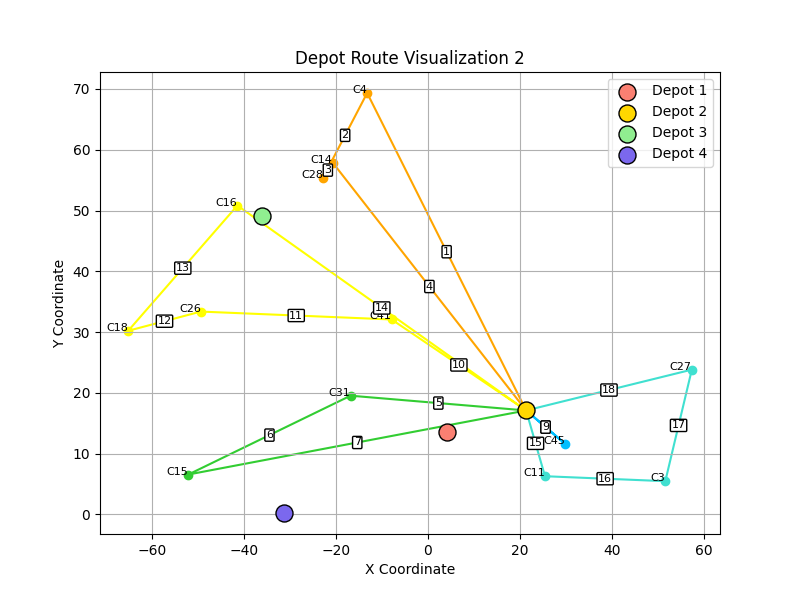 Depot Route Visualization 2
Depot 1
Depot 2
Depot 3
Depot 4
Y Coordinate
70
60
50
40
30
20
10
0
C4
2
C14
3
C28
C16
1
13
4
14
C41
C26
11
12
C18
10
C27
18
C31
5
17
9
6
7
15
C45
C15
C11
16
C3
−60
−40
−20
0
20
40
60
X Coordinate